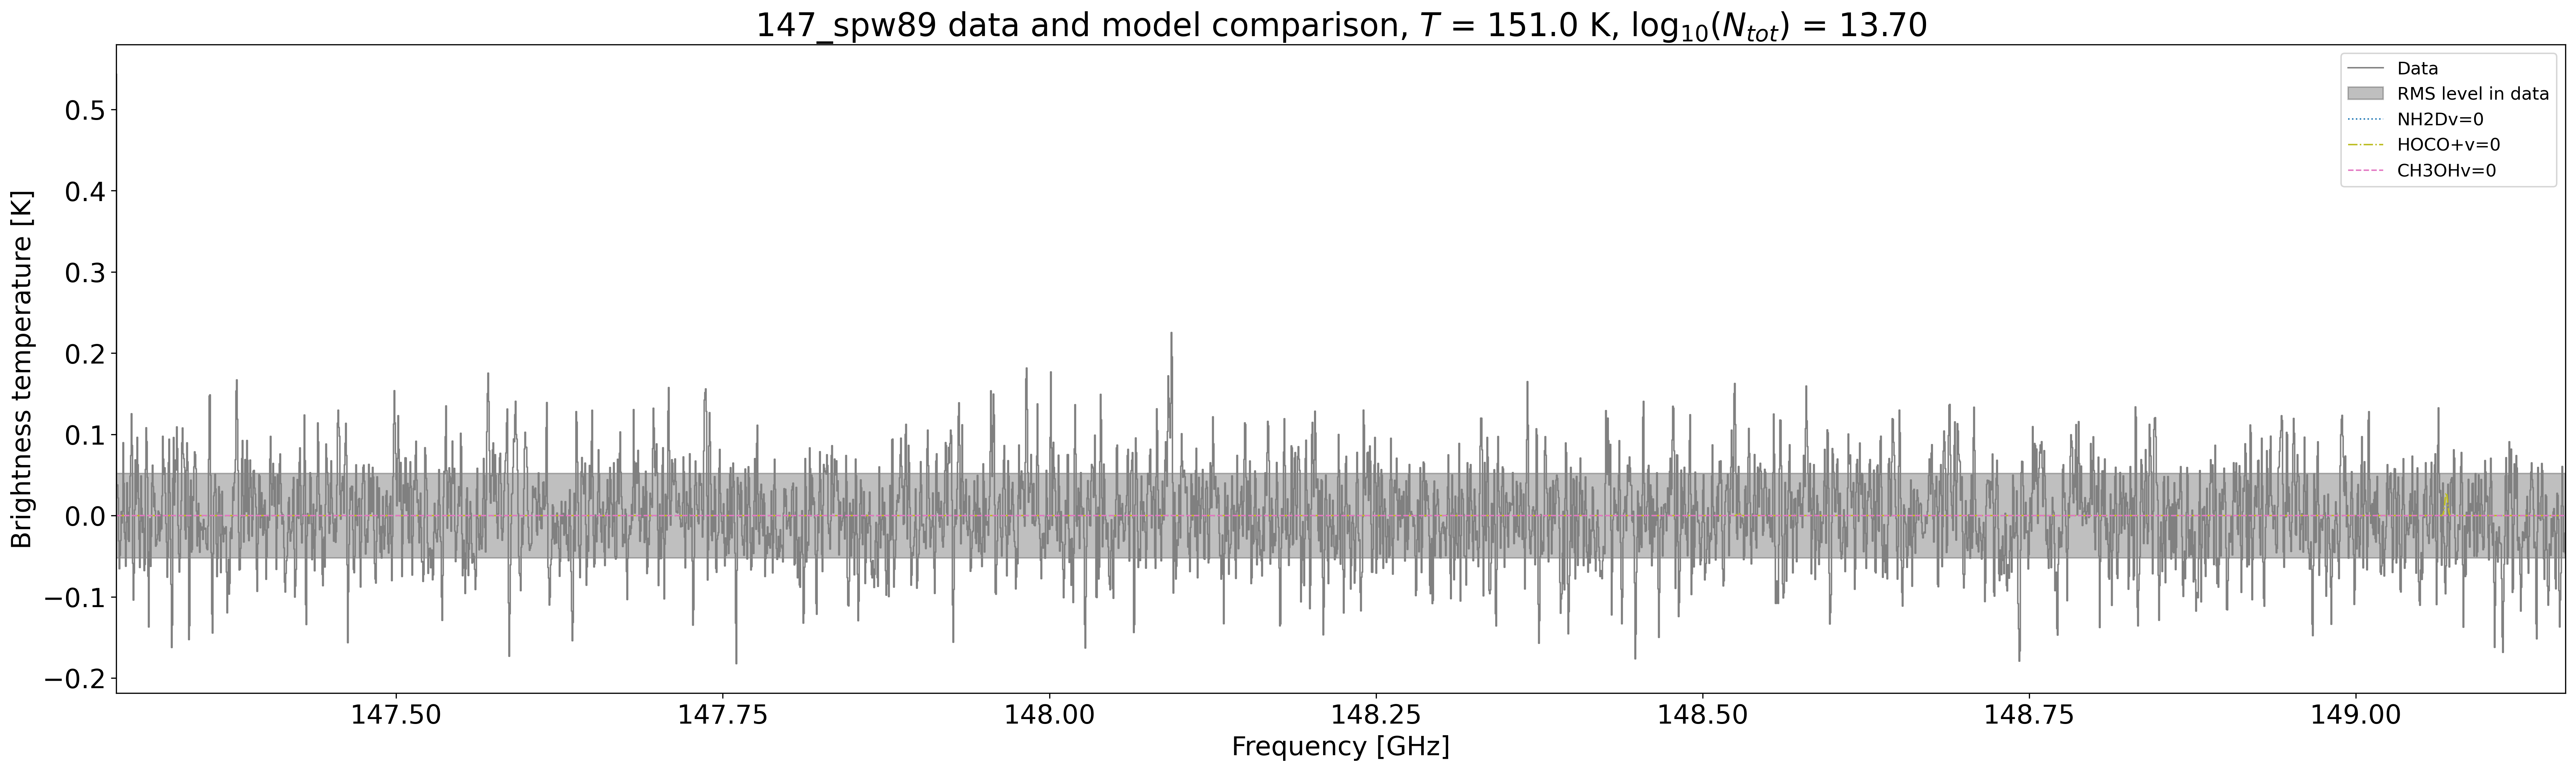 147_spw89 data and model comparison, T = 151.0 K, log₁₀(Nₜₒₜ) = 13.70
Data
RMS level in data
NH2Dv=0
HOCO+v=0
CH3OHv=0
Brightness temperature [K]
0.5
0.4
0.3
0.2
0.1
0.0
−0.1
−0.2
147.50 147.75 148.00 148.25 148.50 148.75 149.00
Frequency [GHz]